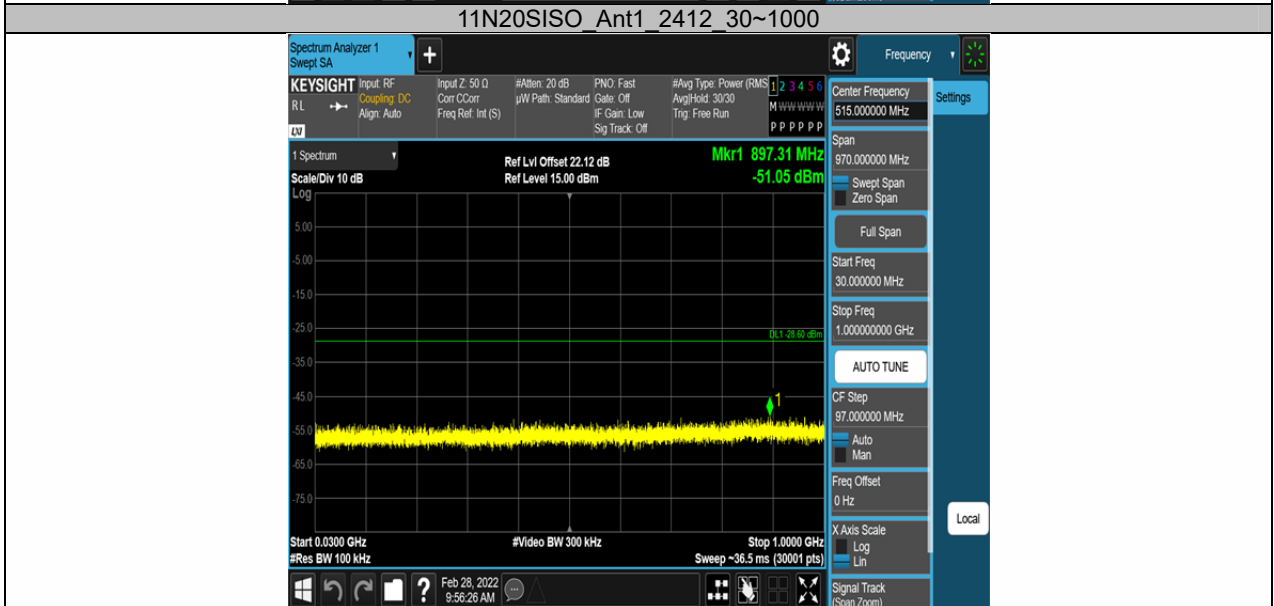 11N20SISO_Ant1_2412_30~1000
Spectrum Analyzer 1
Swept SA
+
Frequency
KEYSIGHT
RL
LXI
Input: RF
Coupling: DC
Align: Auto
Input Z: 50 Ω
Corr CCorr
Freq Ref: Int (S)
#Atten: 20 dB
µW Path: Standard
PNO: Fast
Gate: Off
IF Gain: Low
Sig Track: Off
#Avg Type: Power (RMS
Avg|Hold: 30/30
Trig: Free Run
1 2 3 4 5 6
M W W W W W
P P P P P P
1 Spectrum
Scale/Div 10 dB
Log
Ref Lvl Offset 22.12 dB
Ref Level 15.00 dBm
Mkr1 897.31 MHz
-51.05 dBm
5.00
-5.00
-15.0
-25.0
DL1 -28.60 dBm
-35.0
-45.0
1
-55.0
-65.0
-75.0
Start 0.0300 GHz
#Res BW 100 kHz
#Video BW 300 kHz
Stop 1.0000 GHz
Sweep ~36.5 ms (30001 pts)
?
Feb 28, 2022
9:56:26 AM
Center Frequency
515.000000 MHz
Span
970.000000 MHz
Swept Span
Zero Span
Full Span
Start Freq
30.000000 MHz
Stop Freq
1.000000000 GHz
AUTO TUNE
CF Step
97.000000 MHz
Auto
Man
Freq Offset
0 Hz
X Axis Scale
Log
Lin
Signal Track
(Span Zoom)
Settings
Local